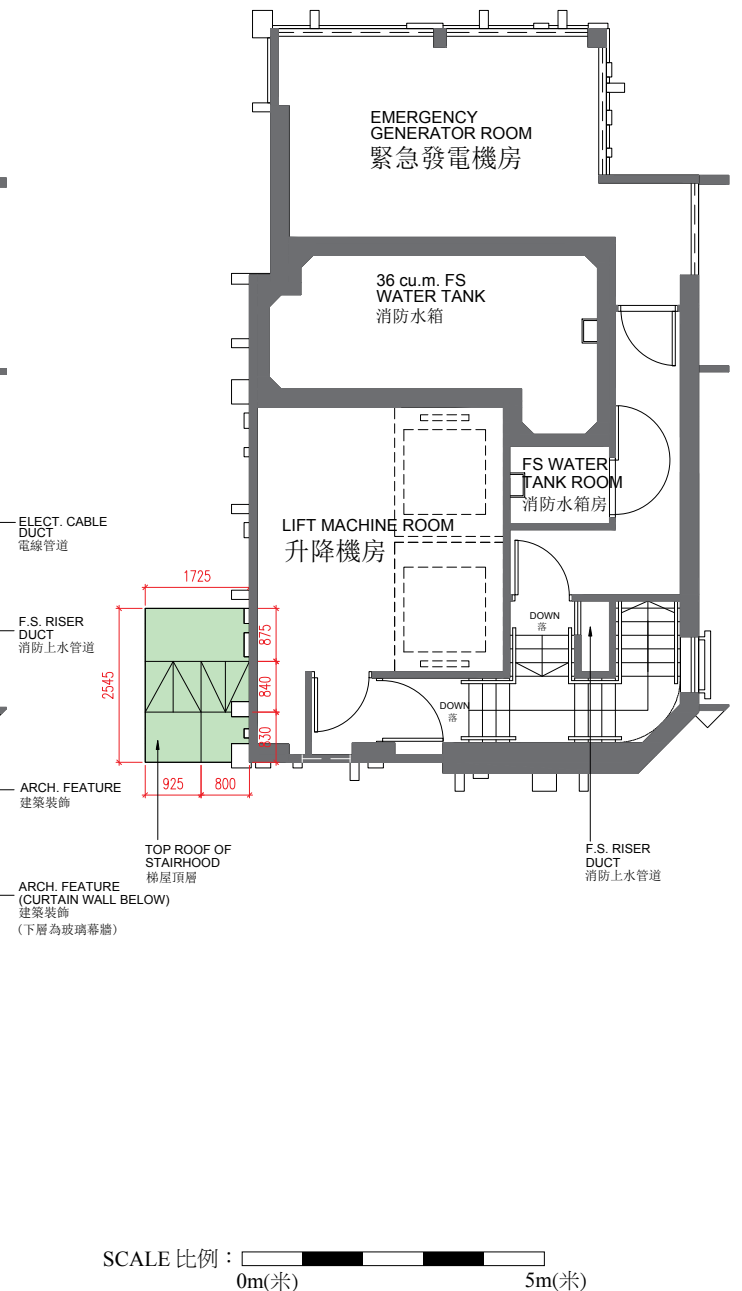 EMERGENCY
GENERATOR ROOM
緊急發電機房
36 cu.m. FS
WATER TANK
消防水箱
FS WATER
TANK ROOM
消防水箱房
ELECT. CABLE
DUCT
電線管道
LIFT MACHINE ROOM
升降機房
1725
F.S. RISER
DUCT
消防上水管道
875
DOWN
落
2545
840
DOWN
落
830
925
800
ARCH. FEATURE
建築裝飾
TOP ROOF OF
STAIRHOOD
梯屋頂層
F.S. RISER
DUCT
消防上水管道
ARCH. FEATURE
(CURTAIN WALL BELOW)
建築裝飾
(下層為玻璃幕牆)
SCALE 比例：
0m(米)
5m(米)